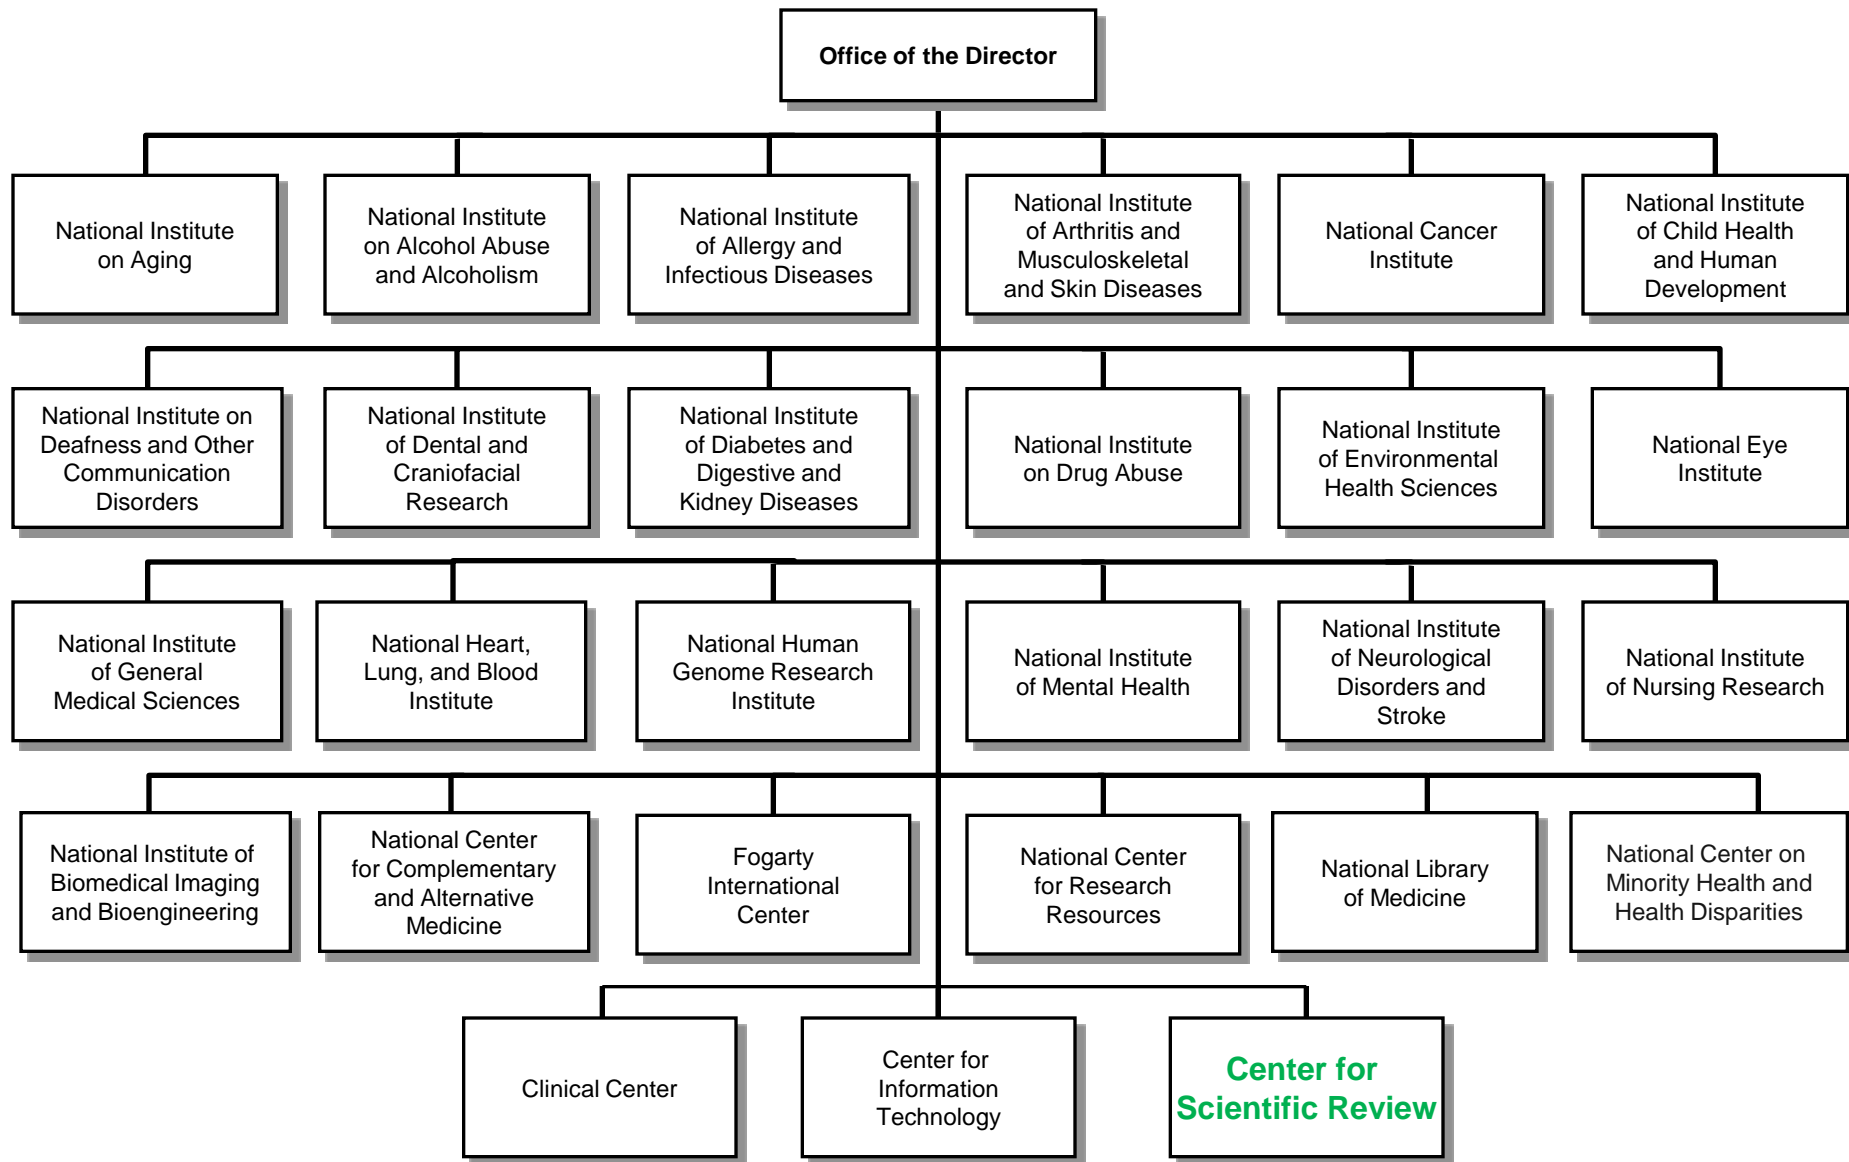 Office of the Director
National Institute
on Aging
National Institute
on Alcohol Abuse
and Alcoholism
National Institute
of Allergy and
Infectious Diseases
National Institute
of Arthritis and
Musculoskeletal
and Skin Diseases
National Cancer
Institute
National Institute
of Child Health
and Human
Development
National Institute on
Deafness and Other
Communication
Disorders
National Institute
of Dental and
Craniofacial
Research
National Institute
of Diabetes and
Digestive and
Kidney Diseases
National Institute
on Drug Abuse
National Institute
of Environmental
Health Sciences
National Eye
Institute
National Institute
of General
Medical Sciences
National Heart,
Lung, and Blood
Institute
National Human
Genome Research
Institute
National Institute
of Mental Health
National Institute
of Neurological
Disorders and
Stroke
National Institute
of Nursing Research
National Institute of
Biomedical Imaging
and Bioengineering
National Center
for Complementary
and Alternative
Medicine
Fogarty
International
Center
National Center
for Research
Resources
National Library
of Medicine
National Center on
Minority Health and
Health Disparities
Clinical Center
Center for
Information
Technology
Center for
Scientific Review